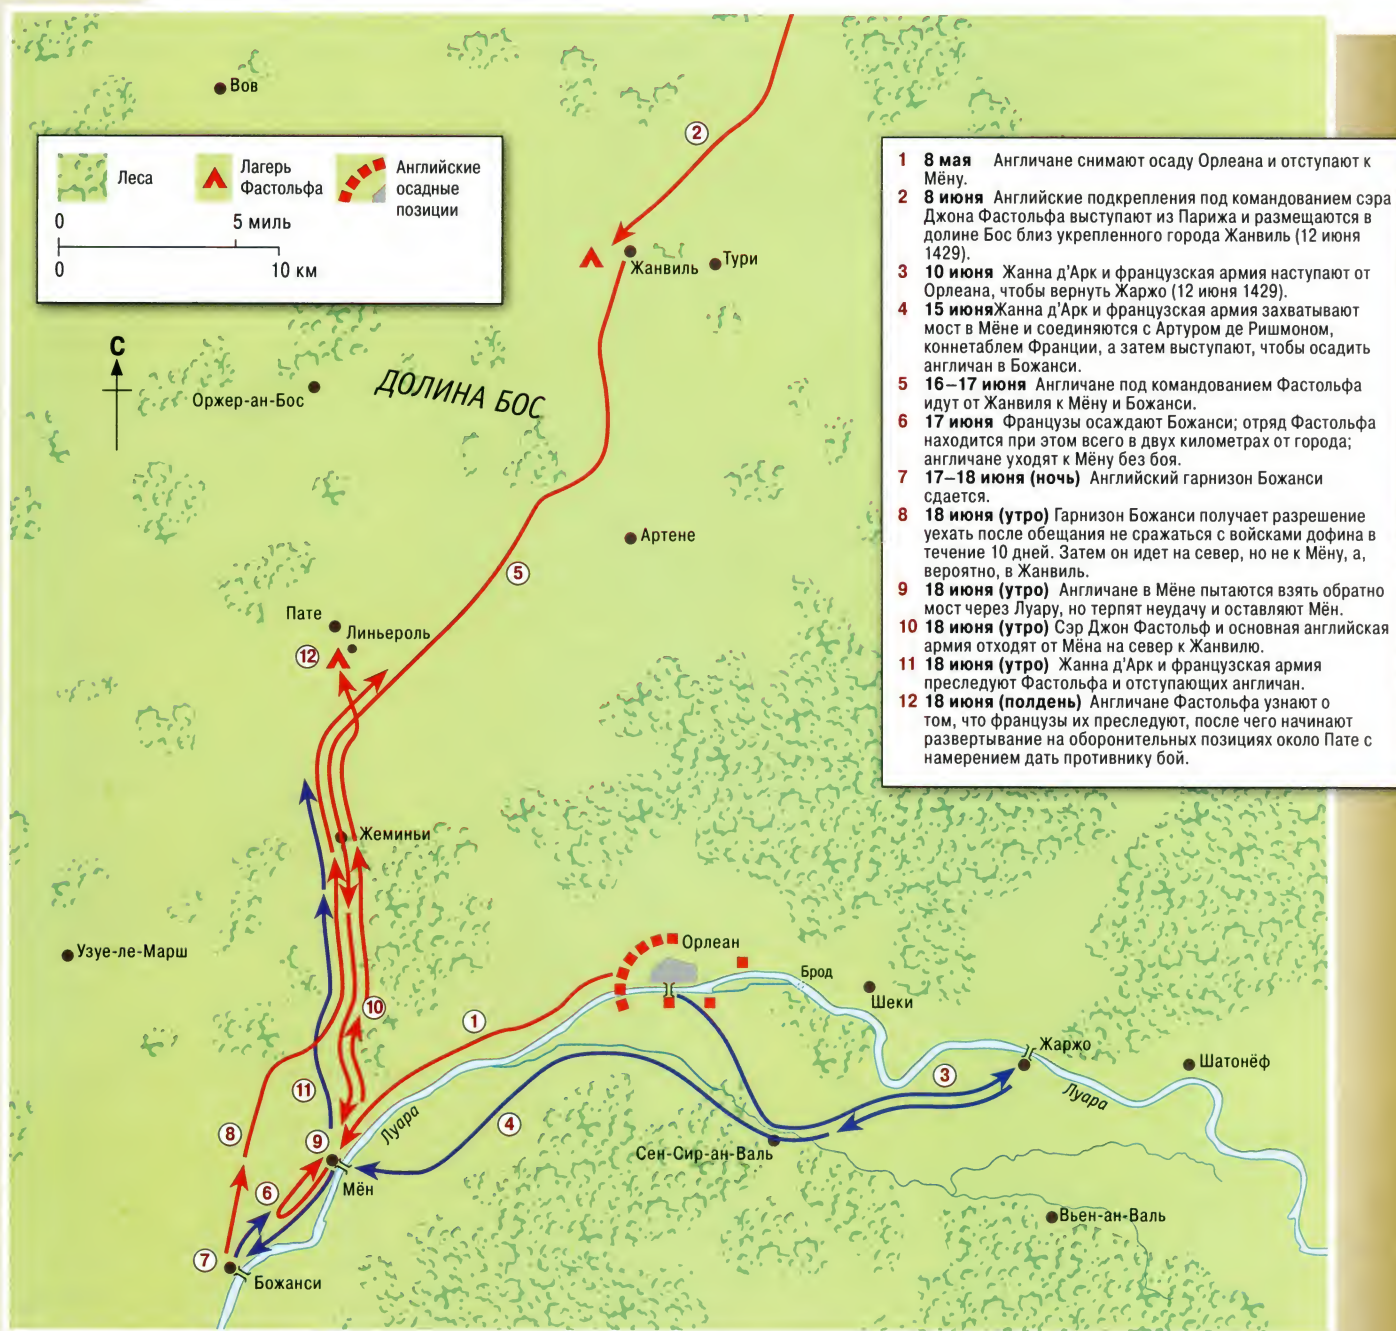 Вов
Леса
Лагерь
Фастольфа
Английские
осадные
позиции
0
5 миль
0
10 км
С
2
Жанвиль
Тури
ДОЛИНА БОС
Оржер-ан-Бос
Артене
5
Пате
Линьероль
12
Жеминьи
Узуе-ле-Марш
Орлеан
Брод
Шеки
10
1
Жаржо
Шатонёф
3
Луара
11
Луара
4
8
9
Сен-Сир-ан-Валь
Мён
6
Вьен-ан-Валь
7
Божанси
1 8 мая Англичане снимают осаду Орлеана и отступают к
Мёну.
2 8 июня Английские подкрепления под командованием сэра
Джона Фастольфа выступают из Парижа и размещаются в
долине Бос близ укрепленного города Жанвиль (12 июня
1429).
3 10 июня Жанна д'Арк и французская армия наступают от
Орлеана, чтобы вернуть Жаржо (12 июня 1429).
4 15 июняЖанна д'Арк и французская армия захватывают
мост в Мёне и соединяются с Артуром де Ришмоном,
коннетаблем Франции, а затем выступают, чтобы осадить
англичан в Божанси.
5 16–17 июня Англичане под командованием Фастольфа
идут от Жанвиля к Мёну и Божанси.
6 17 июня Французы осаждают Божанси; отряд Фастольфа
находится при этом всего в двух километрах от города;
англичане уходят к Мёну без боя.
7 17–18 июня (ночь) Английский гарнизон Божанси
сдается.
8 18 июня (утро) Гарнизон Божанси получает разрешение
уехать после обещания не сражаться с войсками дофина в
течение 10 дней. Затем он идет на север, но не к Мёну, а,
вероятно, в Жанвиль.
9 18 июня (утро) Англичане в Мёне пытаются взять обратно
мост через Луару, но терпят неудачу и оставляют Мён.
10 18 июня (утро) Сэр Джон Фастольф и основная английская
армия отходят от Мёна на север к Жанвилю.
11 18 июня (утро) Жанна д'Арк и французская армия
преследуют Фастольфа и отступающих англичан.
12 18 июня (полдень) Англичане Фастольфа узнают о
том, что французы их преследуют, после чего начинают
развертывание на оборонительных позициях около Пате с
намерением дать противнику бой.